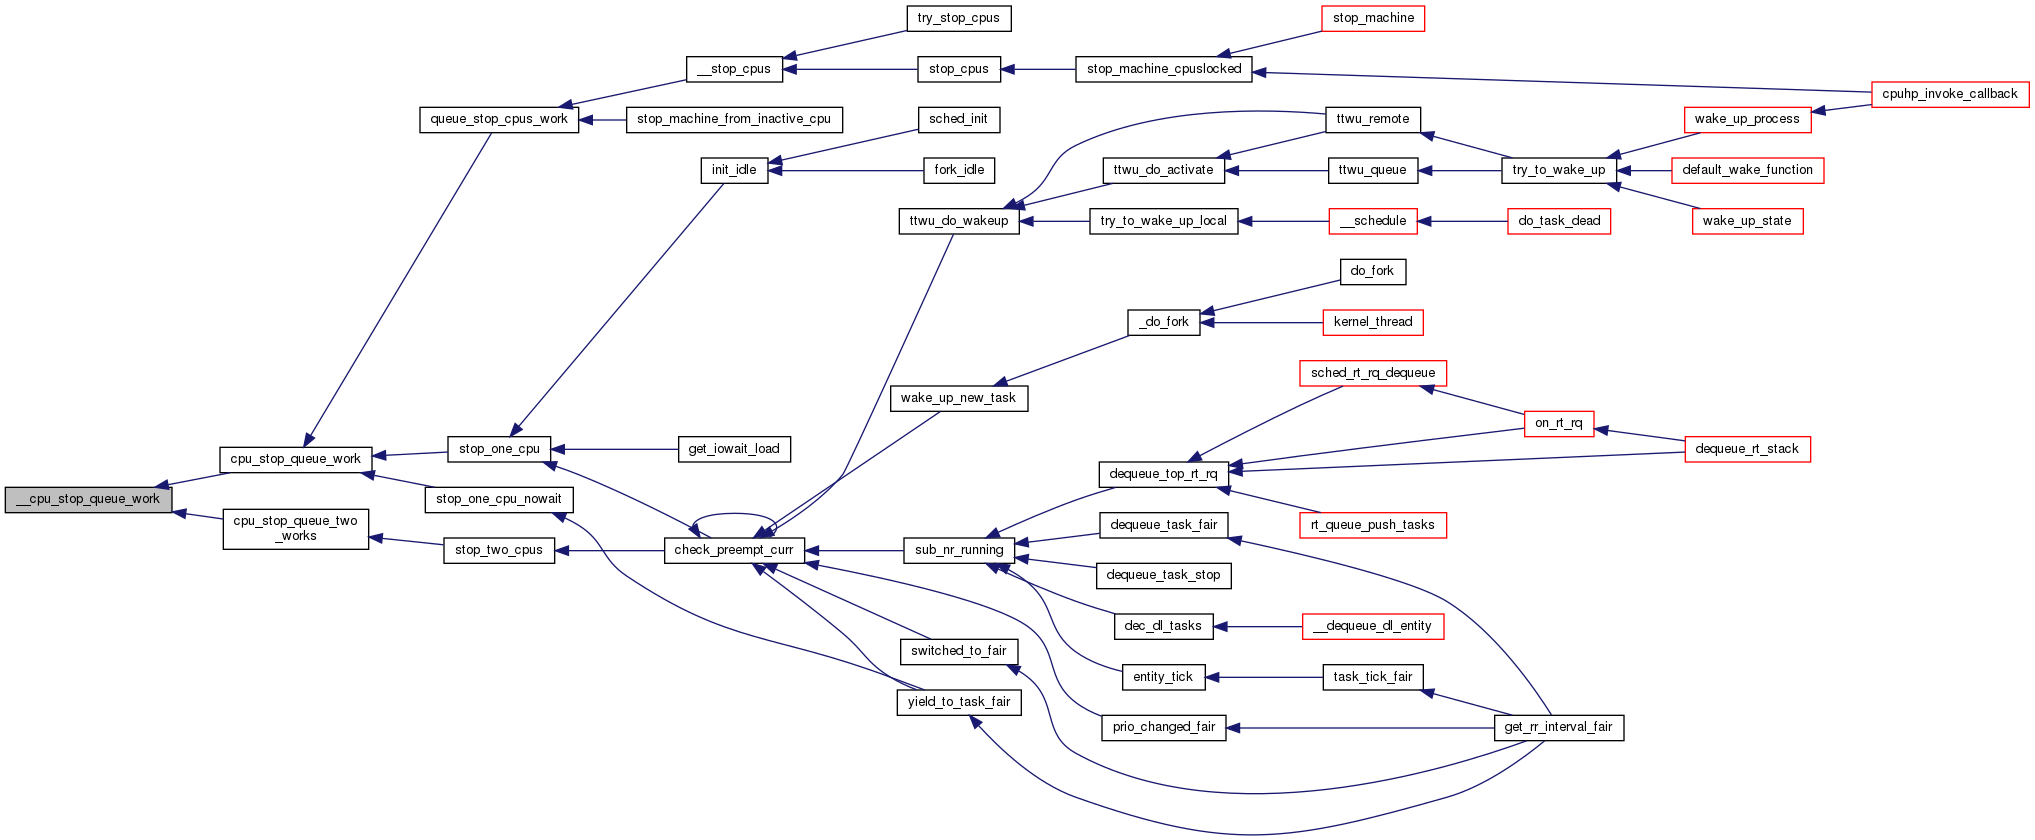 try_stop_cpus
stop_machine
__stop_cpus
stop_cpus
stop_machine_cpuslocked
cpuhp_invoke_callback
queue_stop_cpus_work
stop_machine_from_inactive_cpu
sched_init
ttwu_remote
wake_up_process
init_idle
fork_idle
ttwu_do_activate
ttwu_queue
try_to_wake_up
default_wake_function
ttwu_do_wakeup
try_to_wake_up_local
__schedule
do_task_dead
wake_up_state
do_fork
_do_fork
kernel_thread
sched_rt_rq_dequeue
wake_up_new_task
on_rt_rq
cpu_stop_queue_work
stop_one_cpu
get_iowait_load
dequeue_rt_stack
dequeue_top_rt_rq
__cpu_stop_queue_work
stop_one_cpu_nowait
cpu_stop_queue_two
_works
dequeue_task_fair
rt_queue_push_tasks
stop_two_cpus
check_preempt_curr
sub_nr_running
dequeue_task_stop
dec_dl_tasks
__dequeue_dl_entity
switched_to_fair
entity_tick
task_tick_fair
yield_to_task_fair
prio_changed_fair
get_rr_interval_fair